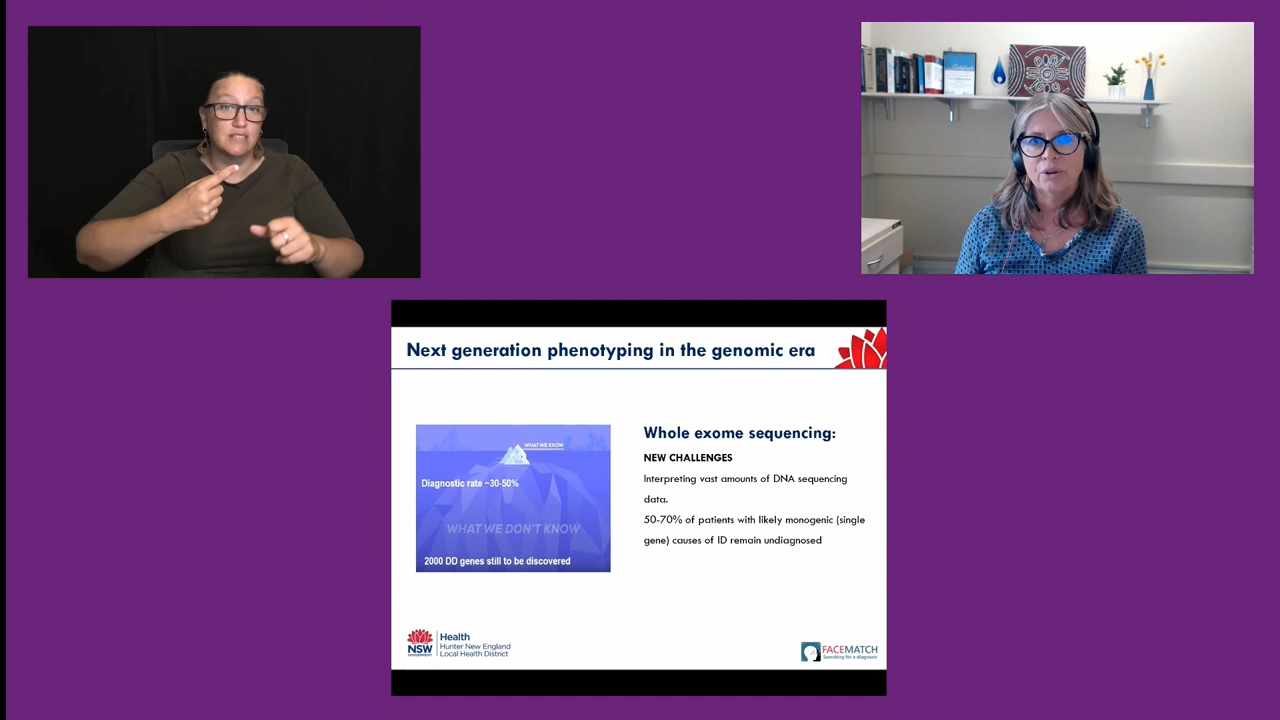 Next generation phenotyping in the genomic era
WHAT WE KNOW
Diagnostic rate ~30-50%
WHAT WE DON'T KNOW
2000 DD genes still to be discovered
Whole exome sequencing:
NEW CHALLENGES
Interpreting vast amounts of DNA sequencing
data.
50-70% of patients with likely monogenic (single
gene) causes of ID remain undiagnosed
NSW
GOVERNMENT
Health
Hunter New England
Local Health District
FACEMATCH
Searching for a diagnosis